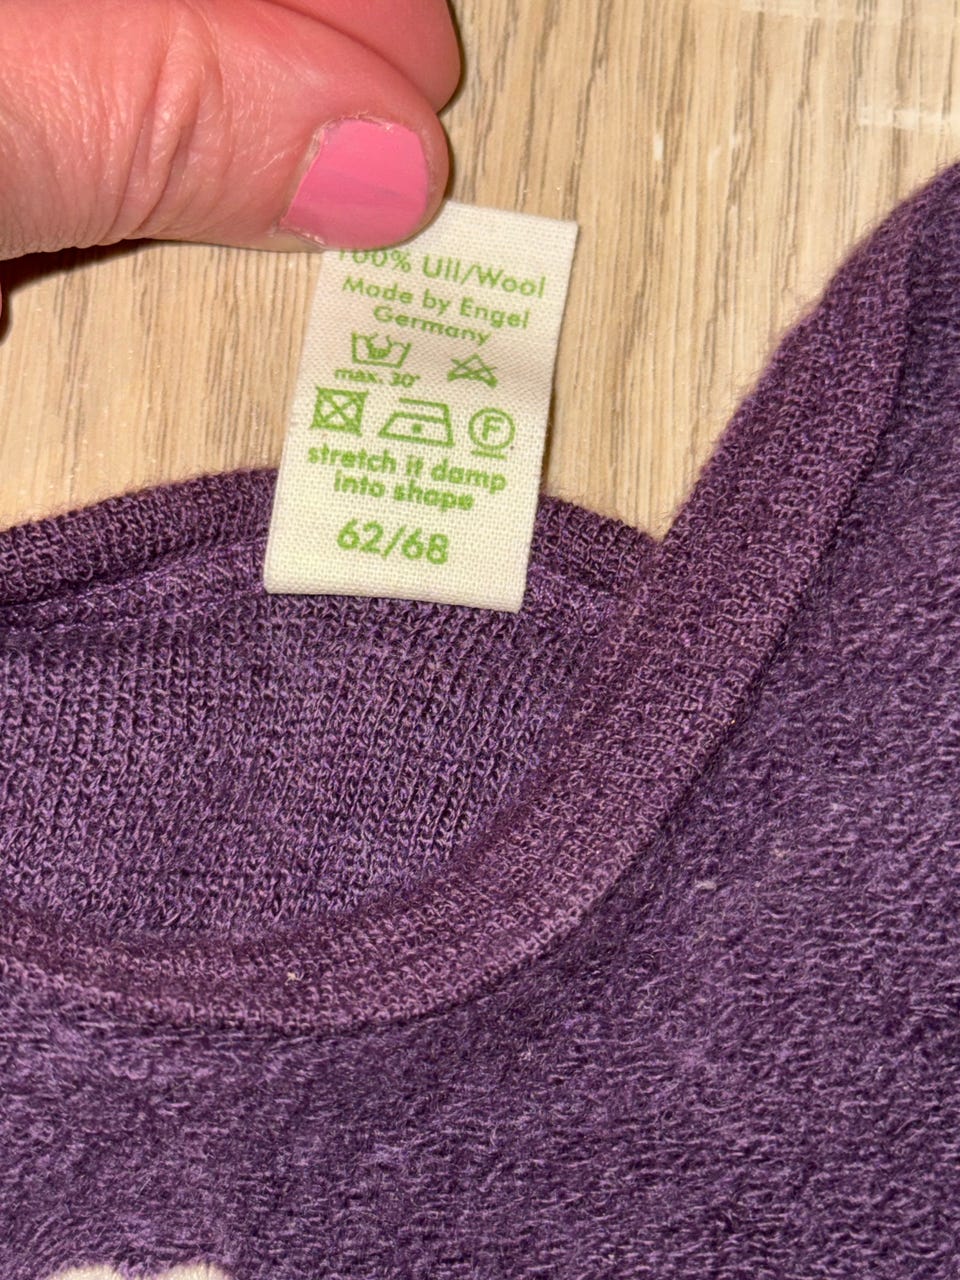 100% Ull/Wool
Made by Engel
Germany
max. 30°
F
stretch it damp
into shape
62/68